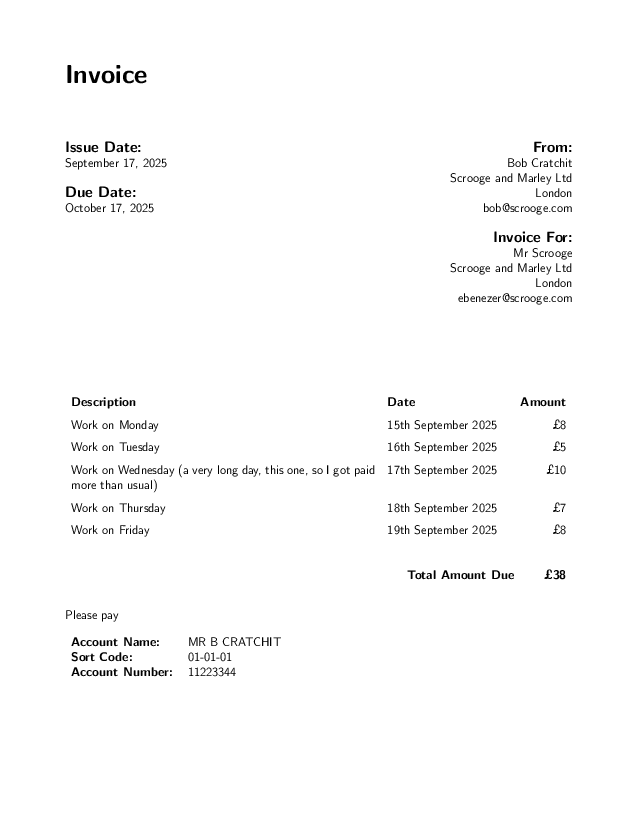 Invoice
Issue Date:
September 17, 2025
Due Date:
October 17, 2025
From:
Bob Cratchit
Scrooge and Marley Ltd
London
bob@scrooge.com
Invoice For:
Mr Scrooge
Scrooge and Marley Ltd
London
ebenezer@scrooge.com
Description Date Amount
Work on Monday 15th September 2025 £8
Work on Tuesday 16th September 2025 £5
Work on Wednesday (a very long day, this one, so I got paid 17th September 2025 £10
more than usual)
Work on Thursday 18th September 2025 £7
Work on Friday 19th September 2025 £8
Total Amount Due £38
Please pay
Account Name: MR B CRATCHIT
Sort Code: 01-01-01
Account Number: 11223344